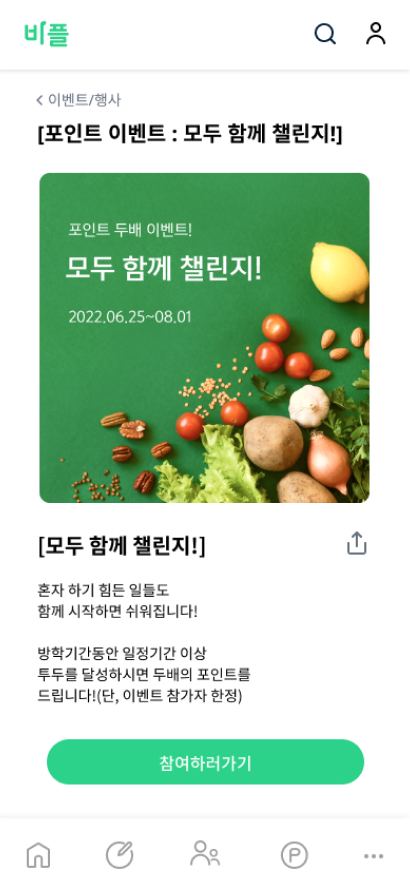 비플
이벤트/행사
[포인트 이벤트 : 모두 함께 챌린지!]
포인트 두배 이벤트!
모두 함께 챌린지!
2022.06.25~08.01
[모두 함께 챌린지!]
혼자 하기 힘든 일들도
함께 시작하면 쉬워집니다!
방학기간동안 일정기간 이상
투두를 달성하시면 두배의 포인트를
드립니다!(단, 이벤트 참가자 한정)
참여하러가기
P